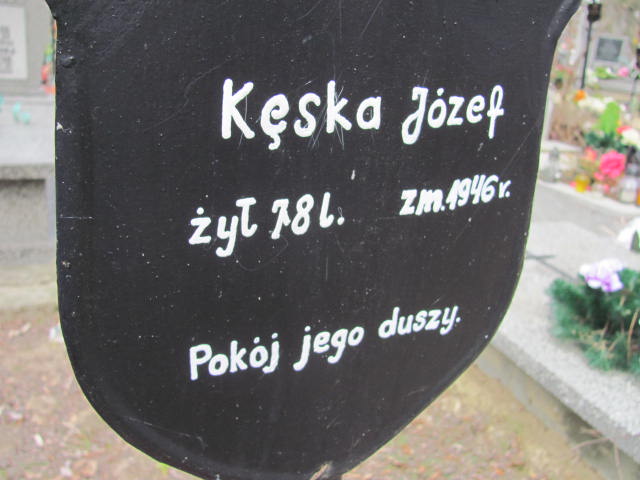 Kęska Józef
żył 78 l. zm. 1946 r.
Pokój jego duszy.